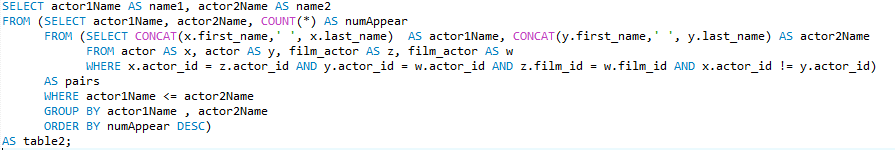 SELECT actor1Name AS name1, actor2Name AS name2
FROM (SELECT actor1Name, actor2Name, COUNT(*) AS numAppear
      FROM (SELECT CONCAT(x.first_name,' ', x.last_name)  AS actor1Name, CONCAT(y.first_name,' ', y.last_name) AS actor2Name
            FROM actor AS x, actor AS y, film_actor AS z, film_actor AS w
            WHERE x.actor_id = z.actor_id AND y.actor_id = w.actor_id AND z.film_id = w.film_id AND x.actor_id != y.actor_id)
      AS pairs
      WHERE actor1Name <= actor2Name
      GROUP BY actor1Name , actor2Name
      ORDER BY numAppear DESC)
AS table2;